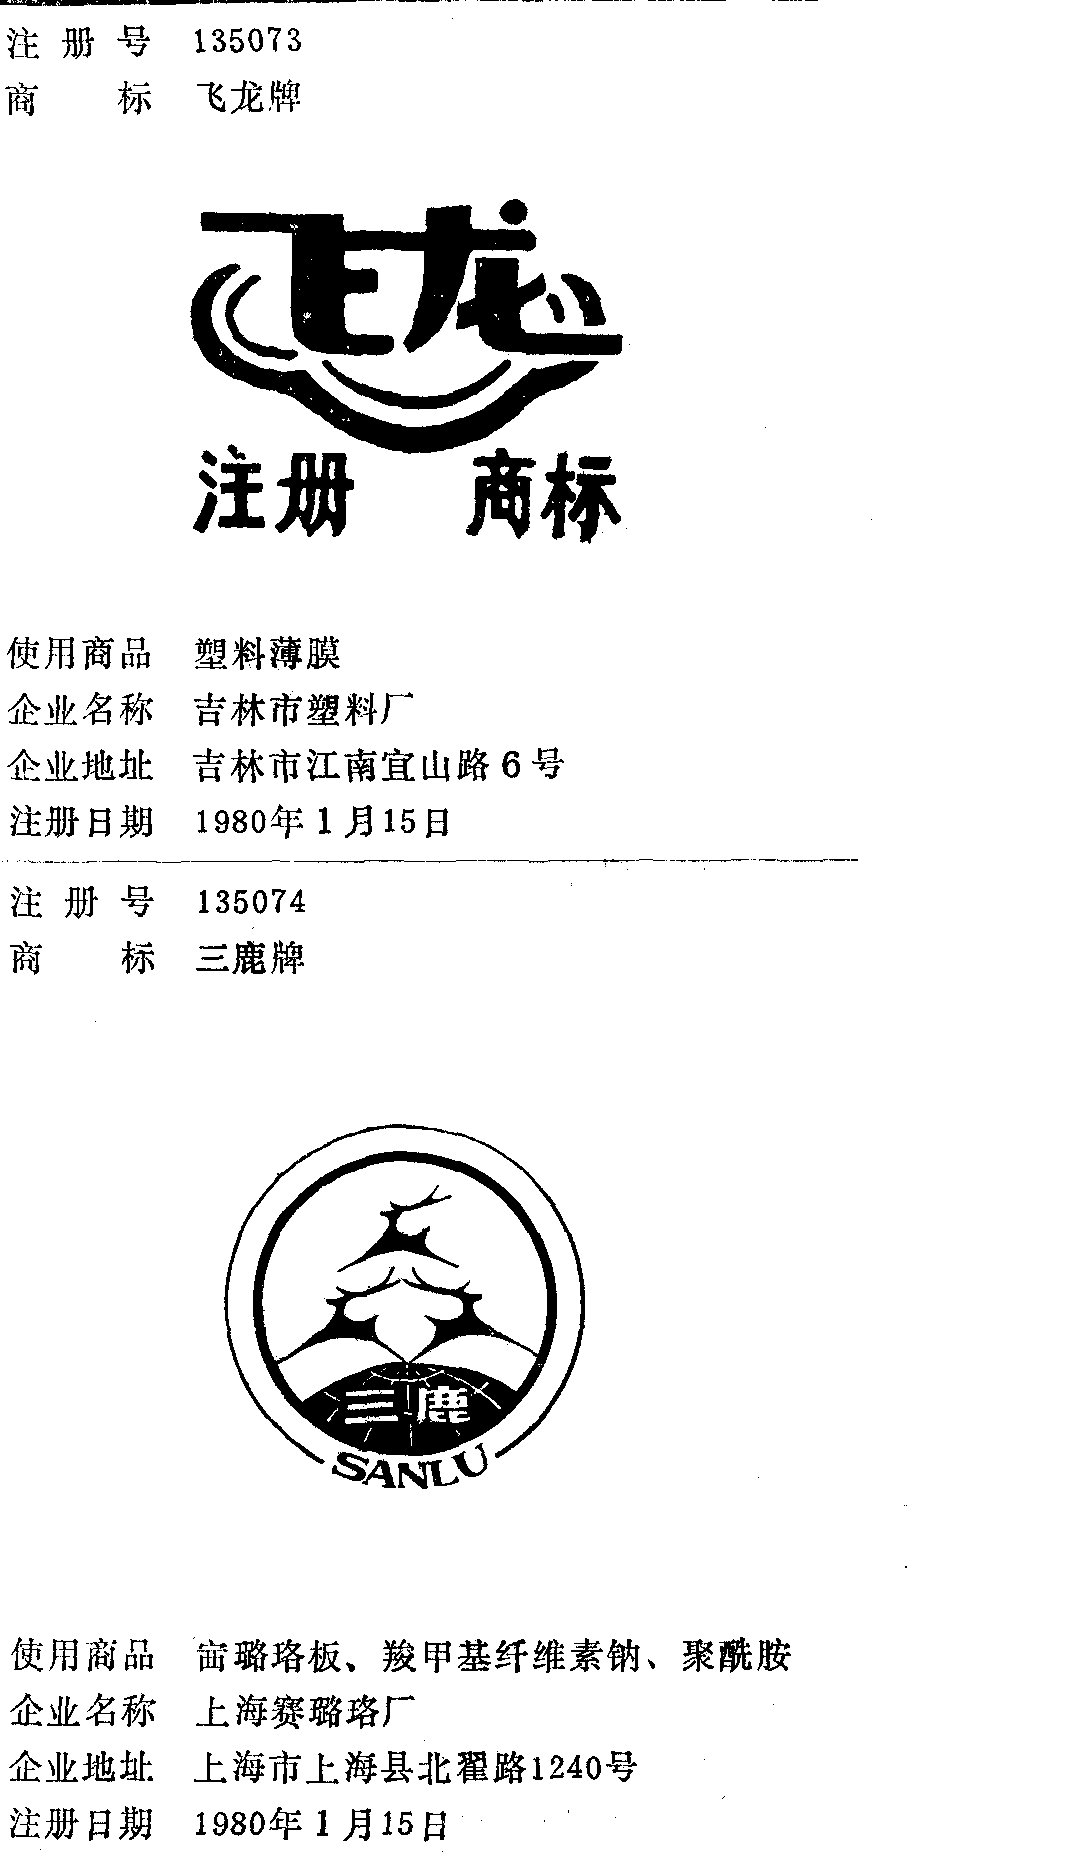 注册号 135073
商标 飞龙牌
飞龙
注册 商标
使用商品 塑料薄膜
企业名称 吉林市塑料厂
企业地址 吉林市江南宜山路6号
注册日期 1980年1月15日
注册号 135074
商标 三鹿牌
三鹿
SANLU
使用商品 宙璐珞板、羧甲基纤维素钠、聚酰胺
企业名称 上海赛璐珞厂
企业地址 上海市上海县北翟路1240号
注册日期 1980年1月15日